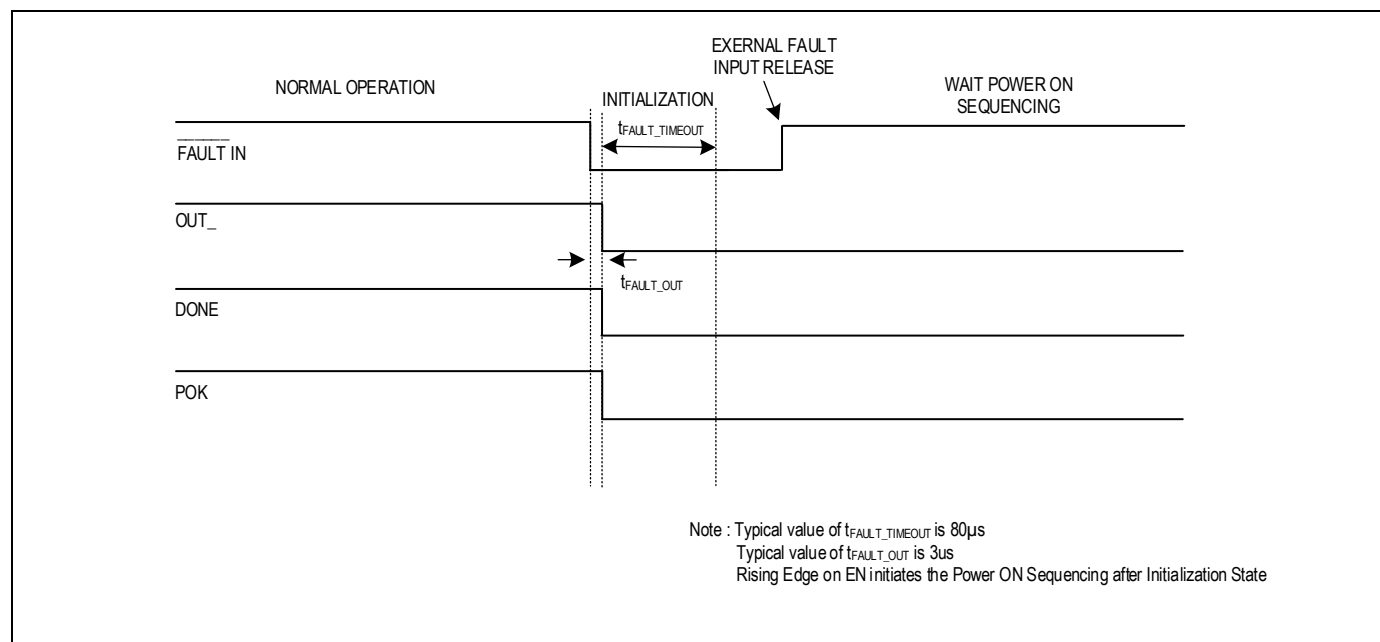 EXERNAL FAULT
INPUT RELEASE
NORMAL OPERATION
INITIALIZATION
WAIT POWER ON
SEQUENCING
tFAULT_TIMEOUT
FAULT IN
OUT_
tFAULT_OUT
DONE
POK
Note : Typical value of tFAULT_TIMEOUT is 80µs
Typical value of tFAULT_OUT is 3us
Rising Edge on EN initiates the Power ON Sequencing after Initialization State